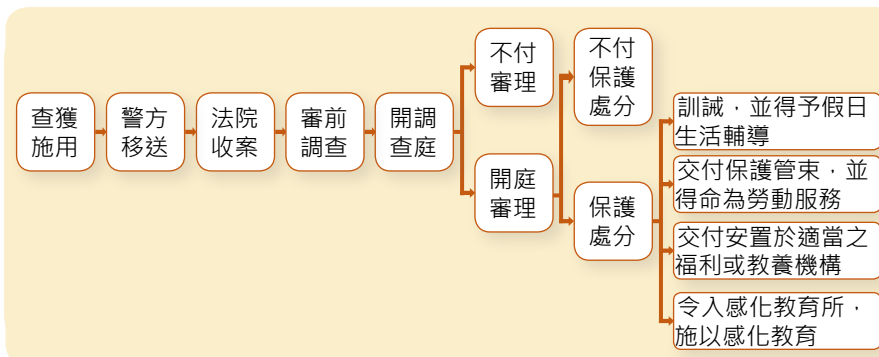 查獲
施用
警方
移送
法院
收案
審前
調查
開調
查庭
不付
審理
開庭
審理
不付
保護
處分
保護
處分
訓誡，並得予假日
生活輔導
交付保護管束，並
得命為勞動服務
交付安置於適當之
福利或教養機構
令入感化教育所，
施以感化教育